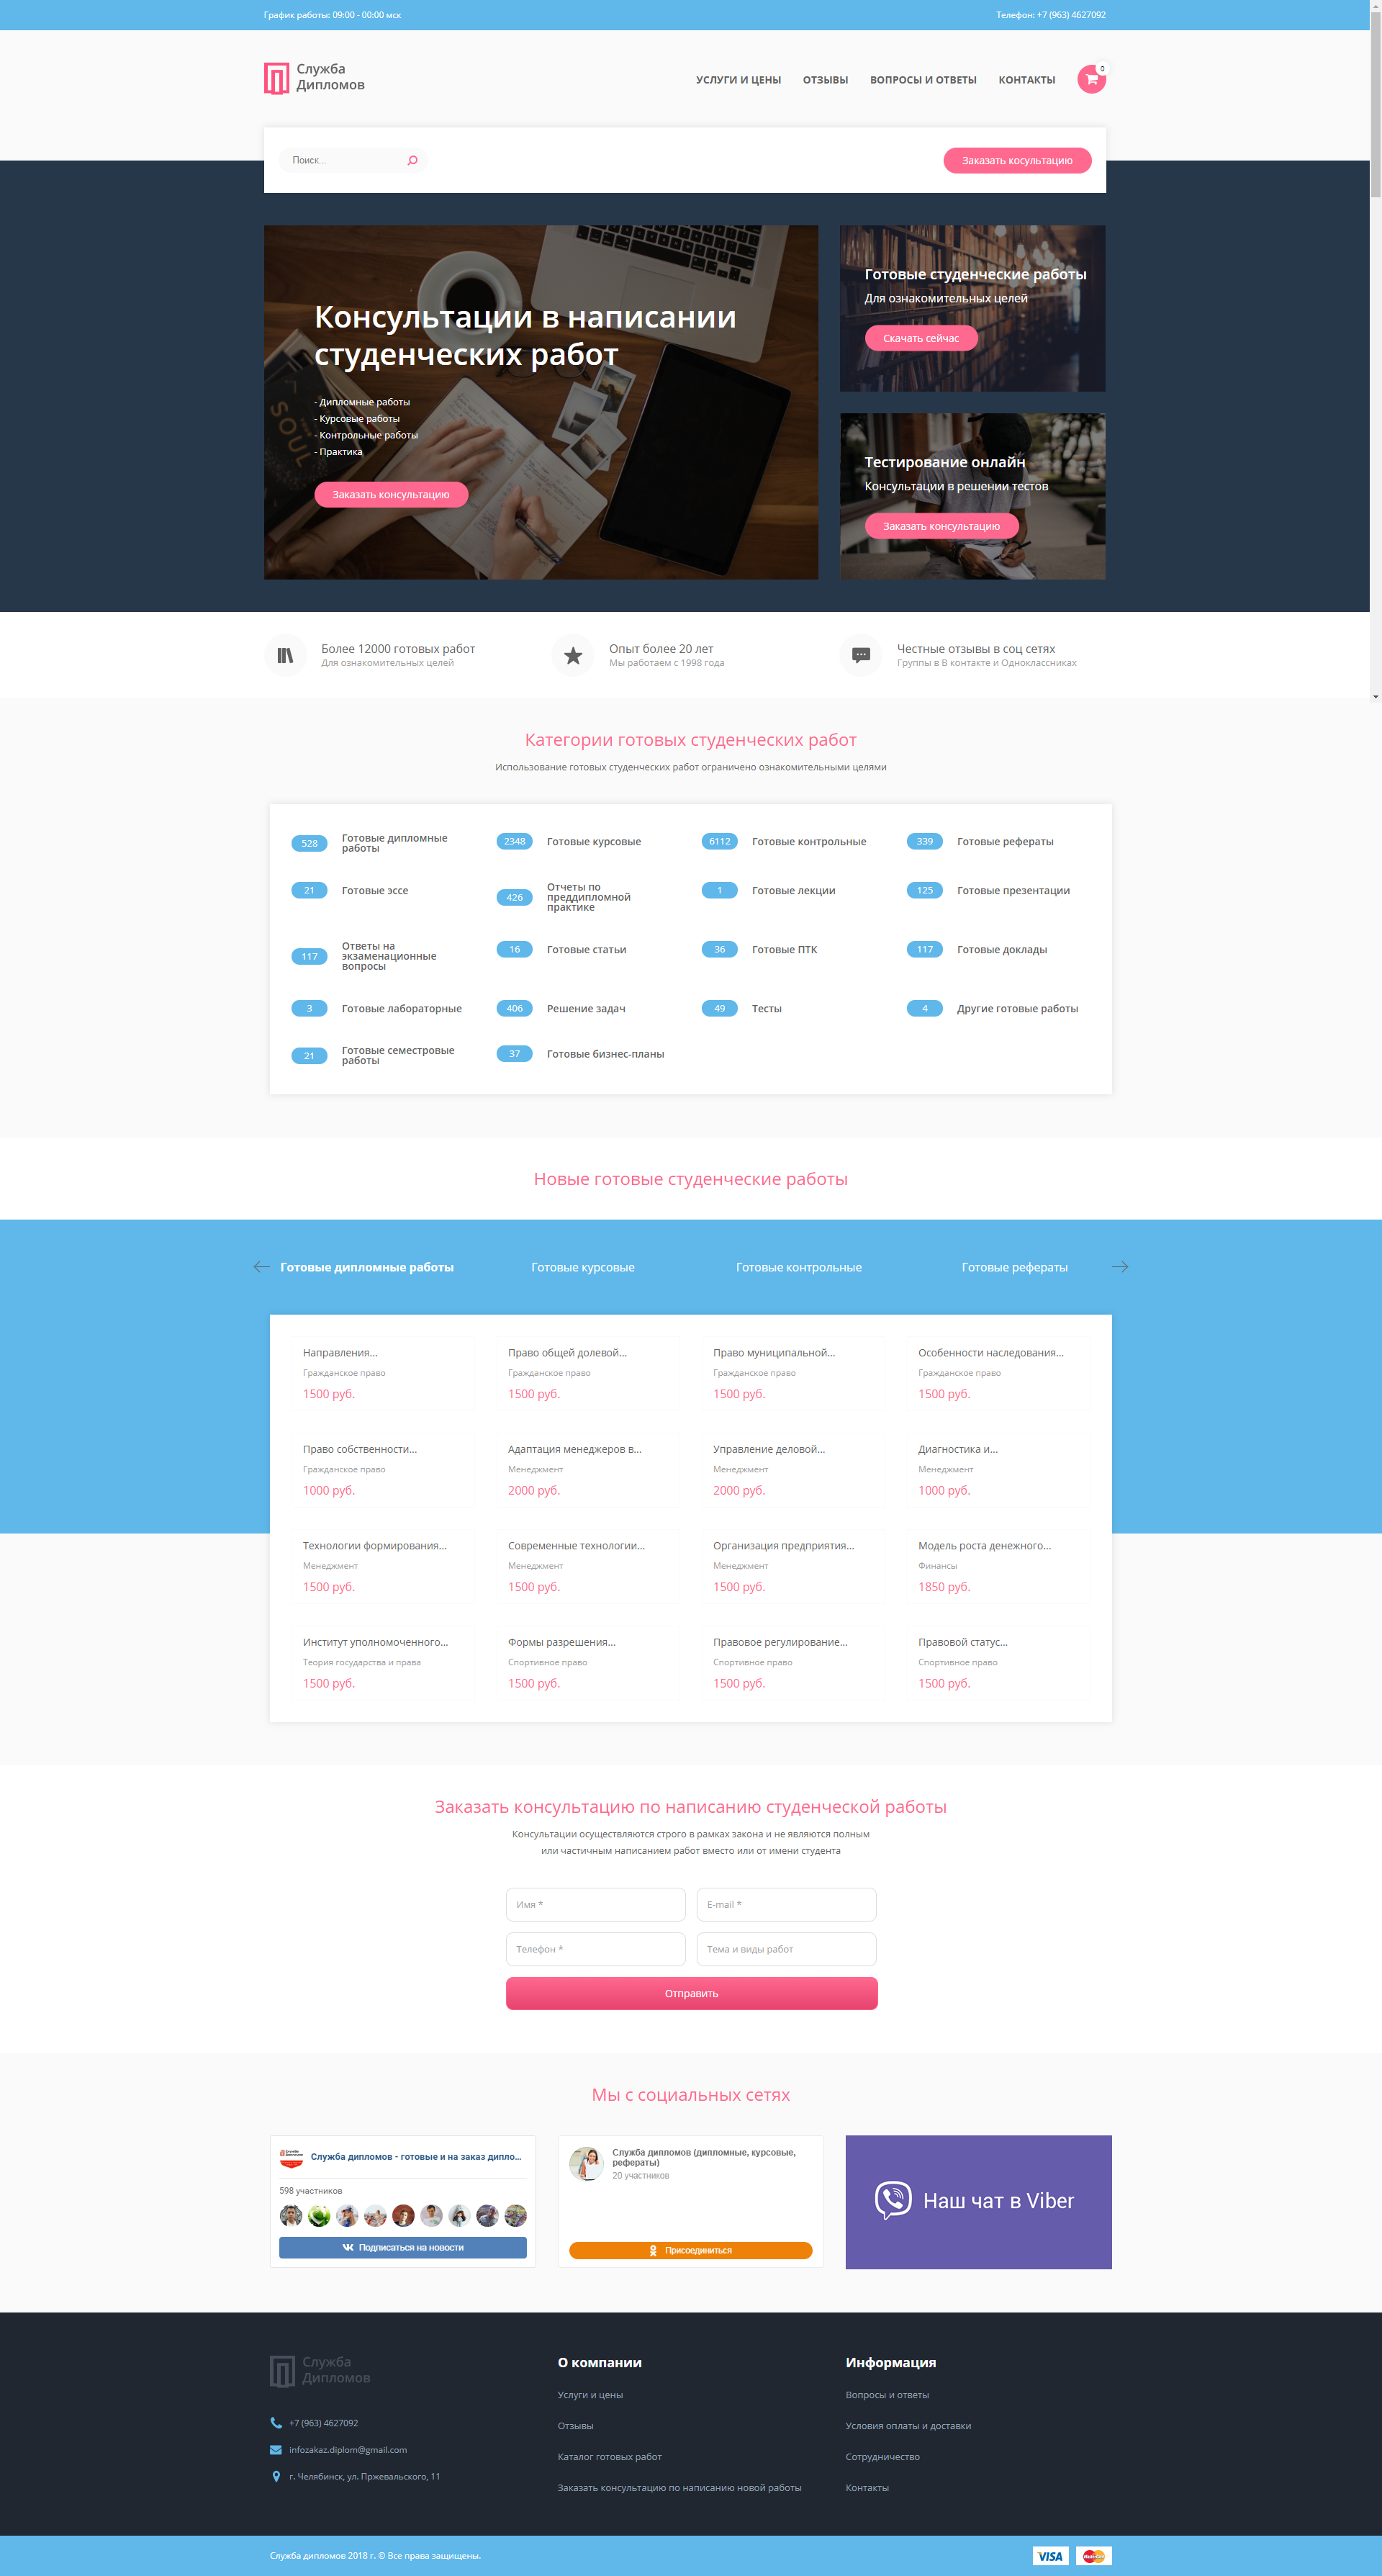 График работы: 09:00 - 00:00 мск
Телефон: +7 (963) 4627092
Служба
Дипломов
УСЛУГИ И ЦЕНЫ
ОТЗЫВЫ
ВОПРОСЫ И ОТВЕТЫ
КОНТАКТЫ
0
Поиск...
Заказать косультацию
Консультации в написании
студенческих работ
- Дипломные работы
- Курсовые работы
- Контрольные работы
- Практика
Заказать консультацию
SOUL
Готовые студенческие работы
Для ознакомительных целей
Скачать сейчас
Тестирование онлайн
Консультации в решении тестов
Заказать консультацию
Более 12000 готовых работ
Для ознакомительных целей
Опыт более 20 лет
Мы работаем с 1998 года
Честные отзывы в соц сетях
Группы в В контакте и Одноклассниках
Категории готовых студенческих работ
Использование готовых студенческих работ ограничено ознакомительными целями
528
Готовые дипломные
работы
2348
Готовые курсовые
6112
Готовые контрольные
339
Готовые рефераты
21
Готовые эссе
426
Отчеты по
преддипломной
практике
1
Готовые лекции
125
Готовые презентации
117
Ответы на
экзаменационные
вопросы
16
Готовые статьи
36
Готовые ПТК
117
Готовые доклады
3
Готовые лабораторные
406
Решение задач
49
Тесты
4
Другие готовые работы
21
Готовые семестровые
работы
37
Готовые бизнес-планы
Новые готовые студенческие работы
Готовые дипломные работы
Готовые курсовые
Готовые контрольные
Готовые рефераты
Направления...
Гражданское право
1500 руб.
Право общей долевой...
Гражданское право
1500 руб.
Право муниципальной...
Гражданское право
1500 руб.
Особенности наследования...
Гражданское право
1500 руб.
Право собственности...
Гражданское право
1000 руб.
Адаптация менеджеров в...
Менеджмент
2000 руб.
Управление деловой...
Менеджмент
2000 руб.
Диагностика и...
Менеджмент
1000 руб.
Технологии формирования...
Менеджмент
1500 руб.
Современные технологии...
Менеджмент
1500 руб.
Организация предприятия...
Менеджмент
1500 руб.
Модель роста денежного...
Финансы
1850 руб.
Институт уполномоченного...
Теория государства и права
1500 руб.
Формы разрешения...
Спортивное право
1500 руб.
Правовое регулирование...
Спортивное право
1500 руб.
Правовой статус...
Спортивное право
1500 руб.
Заказать консультацию по написанию студенческой работы
Консультации осуществляются строго в рамках закона и не являются полным
или частичным написанием работ вместо или от имени студента
Имя *
E-mail *
Телефон *
Тема и виды работ
Отправить
Мы с социальных сетях
Служба дипломов - готовые и на заказ дипло...
598 участников
Подписаться на новости
Служба дипломов (дипломные, курсовые,
рефераты)
20 участников
Присоединиться
Наш чат в Viber
Служба
Дипломов
+7 (963) 4627092
infozakaz.diplom@gmail.com
г. Челябинск, ул. Пржевальского, 11
О компании
Услуги и цены
Отзывы
Каталог готовых работ
Заказать консультацию по написанию новой работы
Информация
Вопросы и ответы
Условия оплаты и доставки
Сотрудничество
Контакты
Служба дипломов 2018 г. © Все права защищены.
VISA
MasterCard